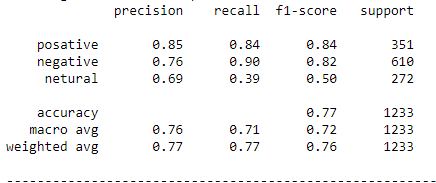 precision recall f1-score support
posative 0.85 0.84 0.84 351
negative 0.76 0.90 0.82 610
netural 0.69 0.39 0.50 272
accuracy 0.77 1233
macro avg 0.76 0.71 0.72 1233
weighted avg 0.77 0.77 0.76 1233
--------------------------------------------------------